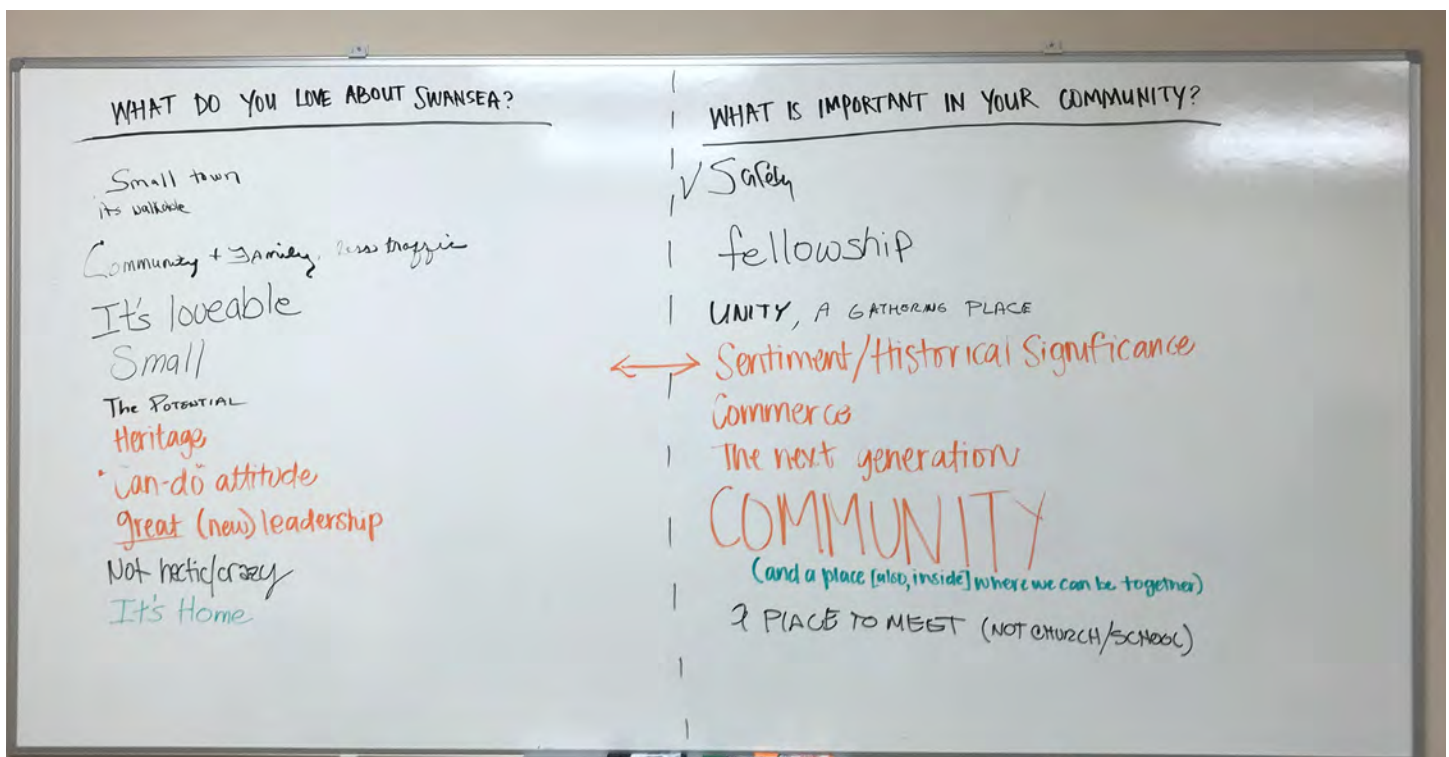 WHAT DO YOU LOVE ABOUT SWANSEA?
Small town
its walkable
Community + Family, less traffic
It's loveable
Small
The POTENTIAL
Heritage
"can-do" attitude
great (new) leadership
Not hectic/crazy
It's Home
WHAT IS IMPORTANT IN YOUR COMMUNITY?
√ Safety
fellowship
UNITY, A GATHERING PLACE
Sentiment/Historical Significance
Commerce
The next generation
COMMUNITY
(and a place [also, inside] where we can be together)
A PLACE TO MEET (NOT CHURCH/SCHOOL)